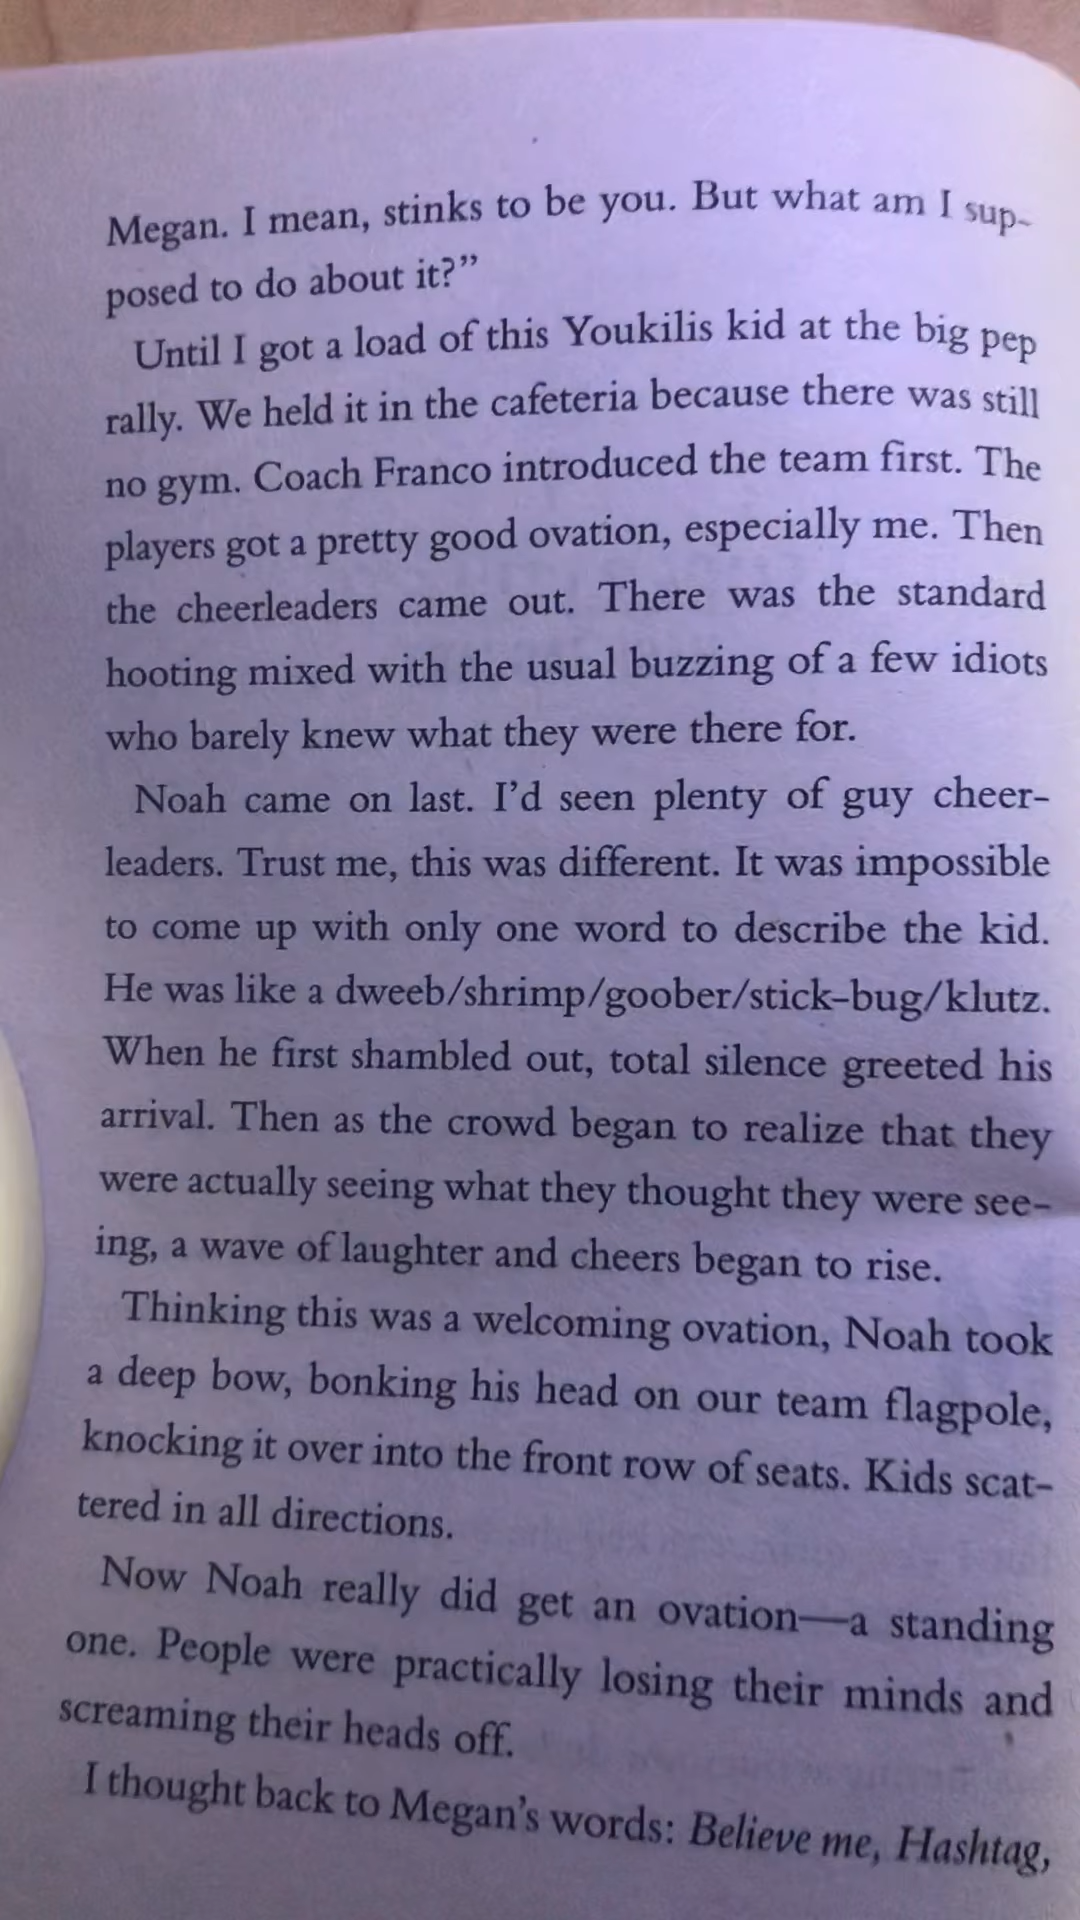 Megan. I mean, stinks to be you. But what am I sup-
posed to do about it?”
Until I got a load of this Youkilis kid at the big pep
rally. We held it in the cafeteria because there was still
no gym. Coach Franco introduced the team first. The
players got a pretty good ovation, especially me. Then
the cheerleaders came out. There was the standard
hooting mixed with the usual buzzing of a few idiots
who barely knew what they were there for.
Noah came on last. I’d seen plenty of guy cheer-
leaders. Trust me, this was different. It was impossible
to come up with only one word to describe the kid.
He was like a dweeb/shrimp/goober/stick-bug/klutz.
When he first shambled out, total silence greeted his
arrival. Then as the crowd began to realize that they
were actually seeing what they thought they were see-
ing, a wave of laughter and cheers began to rise.
Thinking this was a welcoming ovation, Noah took
a deep bow, bonking his head on our team flagpole,
knocking it over into the front row of seats. Kids scat-
tered in all directions.
Now Noah really did get an ovation—a standing
one. People were practically losing their minds and
screaming their heads off.
I thought back to Megan’s words: Believe me, Hashtag,